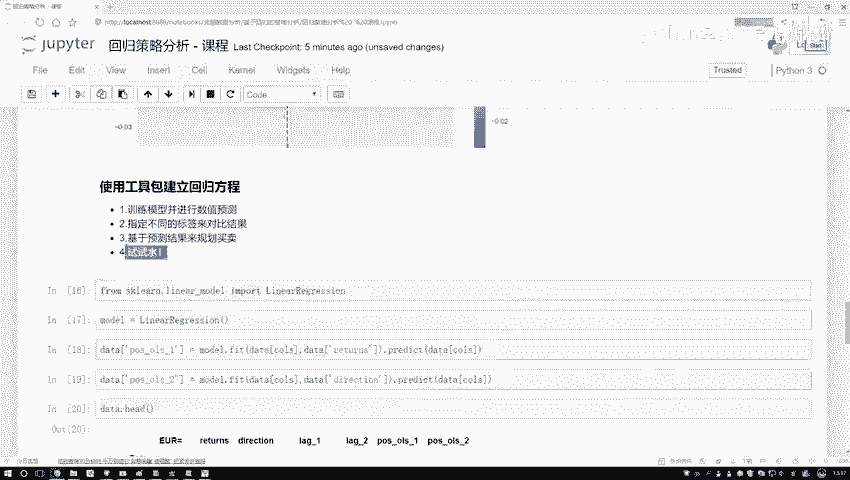 jupyter 回归策略分析 - 课程 Last Checkpoint: 5 minutes ago (unsaved changes)
File Edit View Insert Cell Kernel Widgets Help
Trusted
Python 3
Code
-0.03
-0.02
使用工具包建立回归方程
1.训练模型并进行数值预测
2.指定不同的标签来对比结果
3.基于预测结果来规划买卖
4.试试水!
In [16]: from sklearn.linear_model import LinearRegression
In [17]: model = LinearRegression()
In [18]: data['pos_ols_1'] = model.fit(data[cols],data['returns']).predict(data[cols])
In [19]: data['pos_ols_2'] = model.fit(data[cols],data['direction']).predict(data[cols])
In [20]: data.head()
Out[20]:
EUR= returns direction lag_1 lag_2 pos_ols_1 pos_ols_2